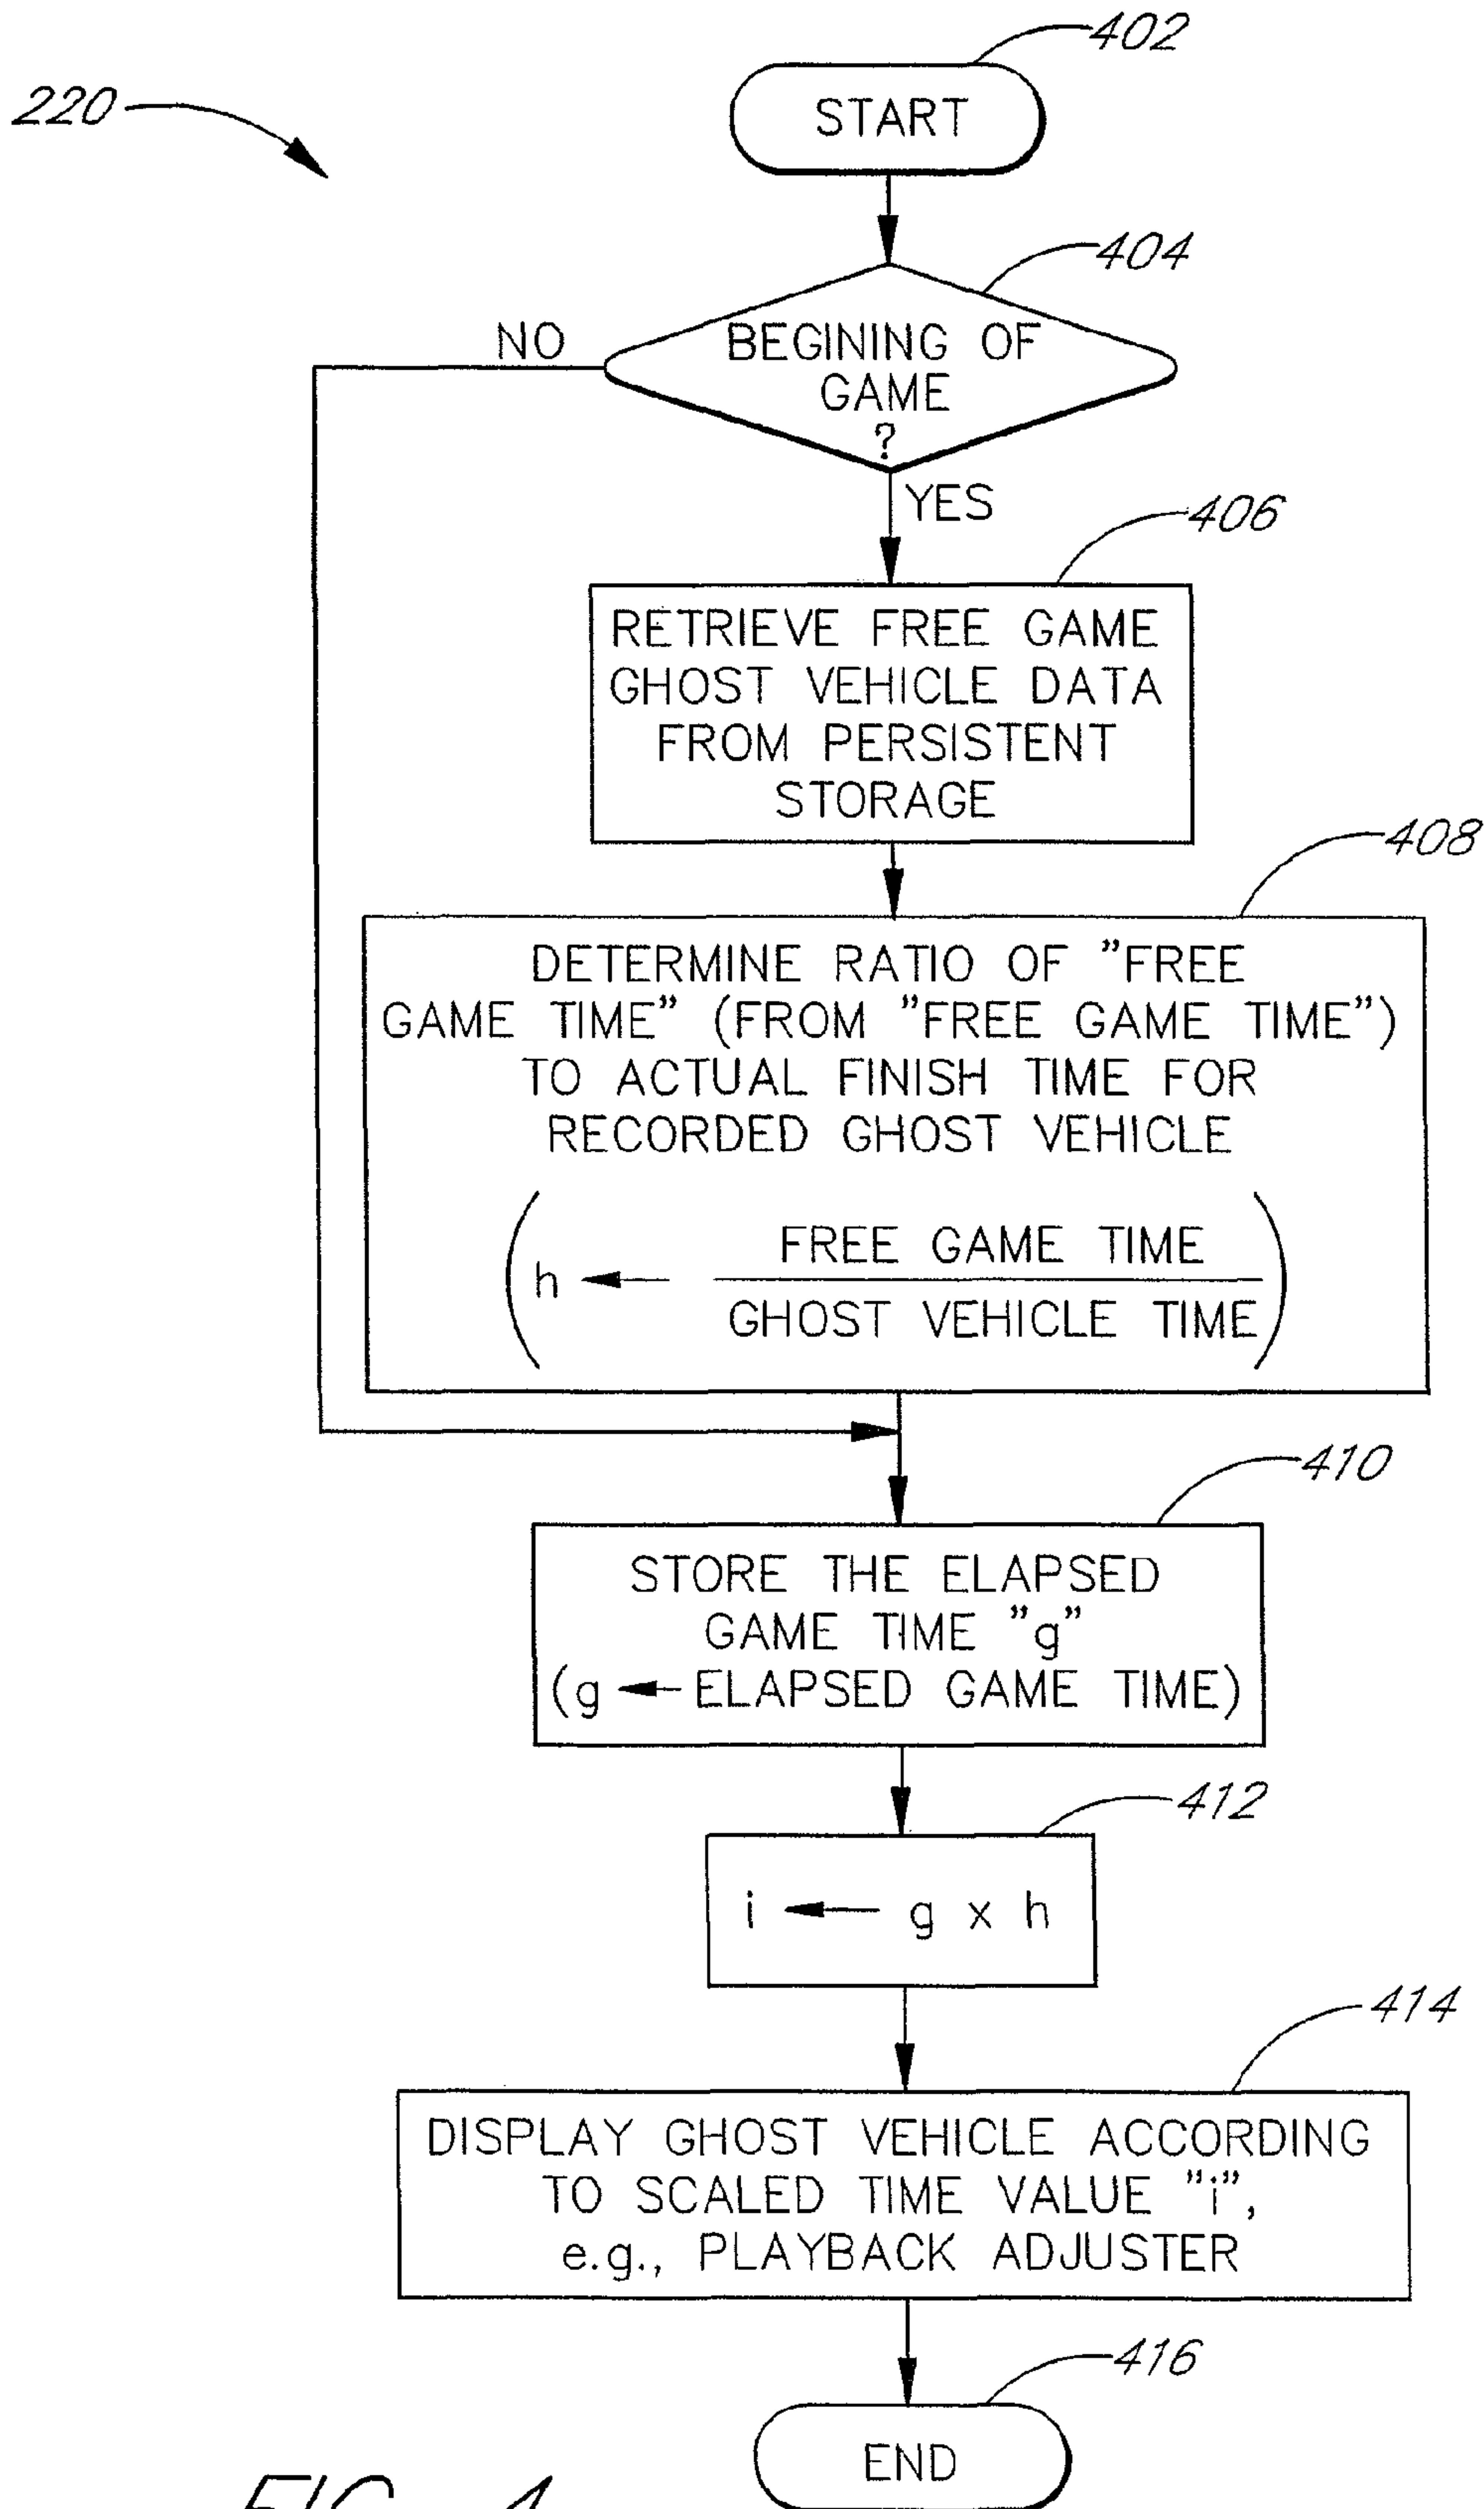 402
220
START
404
NO
BEGINING OF
GAME
?
YES
406
RETRIEVE FREE GAME
GHOST VEHICLE DATA
FROM PERSISTENT
STORAGE
408
DETERMINE RATIO OF "FREE
GAME TIME" (FROM "FREE GAME TIME")
TO ACTUAL FINISH TIME FOR
RECORDED GHOST VEHICLE
(h ← FREE GAME TIME
GHOST VEHICLE TIME)
410
STORE THE ELAPSED
GAME TIME "g"
(g ← ELAPSED GAME TIME)
412
i ← g x h
414
DISPLAY GHOST VEHICLE ACCORDING
TO SCALED TIME VALUE "i",
e.g., PLAYBACK ADJUSTER
416
END
FIG. 4